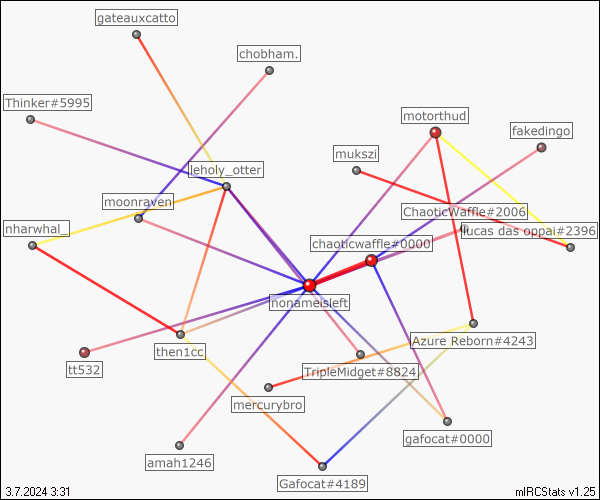 gateauxcatto
chobham.
Thinker#5995
motorthud
fakedingo
mukszi
leholy_otter
moonraven
ChaoticWaffle#2006
nharwhal_
lucas das oppai#2396
chaoticwaffle#0000
nonameisleft
Azure Reborn#4243
then1cc
tt532
TripleMidget#8824
mercurybro
gafocat#0000
amah1246
Gafocat#4189
3.7.2024 3:31
mIRCStats v1.25